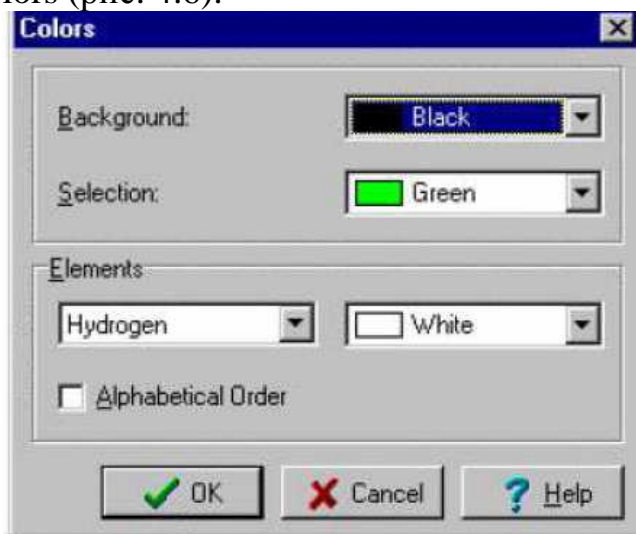 Colors
Background: Black
Selection: Green
Elements
Hydrogen White
Alphabetical Order
OK Cancel Help